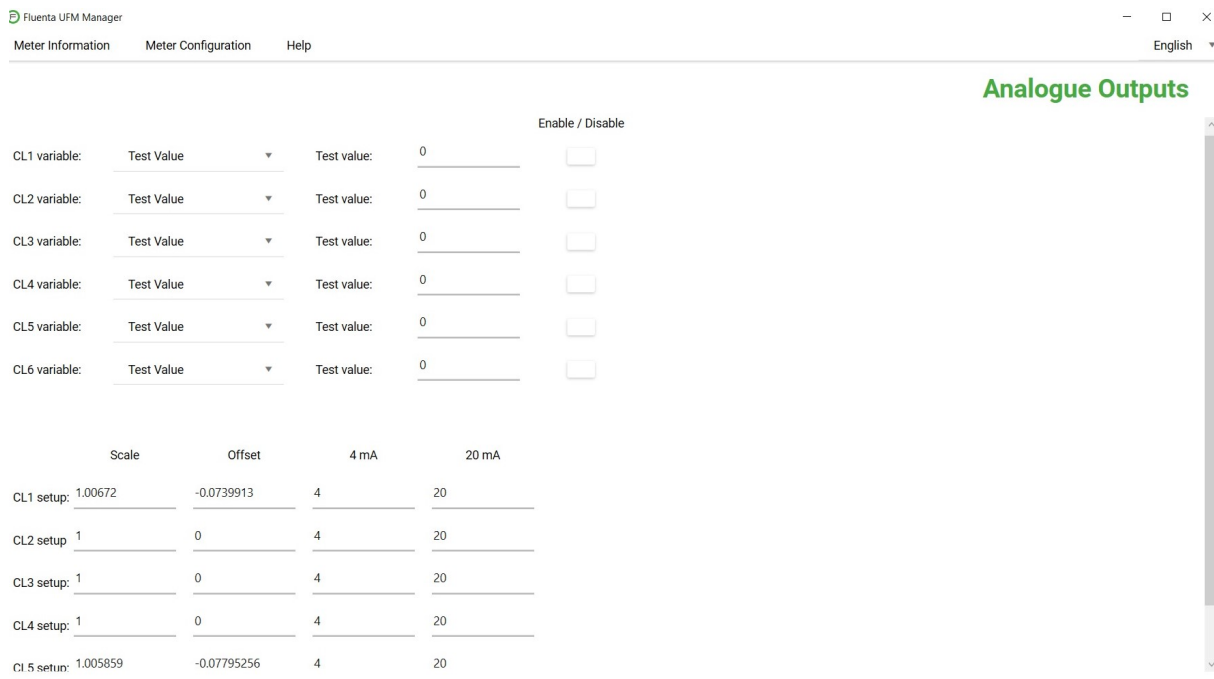 Fluenta UFM Manager
Meter Information Meter Configuration Help English
Analogue Outputs
Enable / Disable
CL1 variable: Test Value Test value: 0
CL2 variable: Test Value Test value: 0
CL3 variable: Test Value Test value: 0
CL4 variable: Test Value Test value: 0
CL5 variable: Test Value Test value: 0
CL6 variable: Test Value Test value: 0
Scale Offset 4 mA 20 mA
CL1 setup: 1.00672 -0.0739913 4 20
CL2 setup 1 0 4 20
CL3 setup: 1 0 4 20
CL4 setup: 1 0 4 20
CL5 setup: 1.005859 -0.07795256 4 20